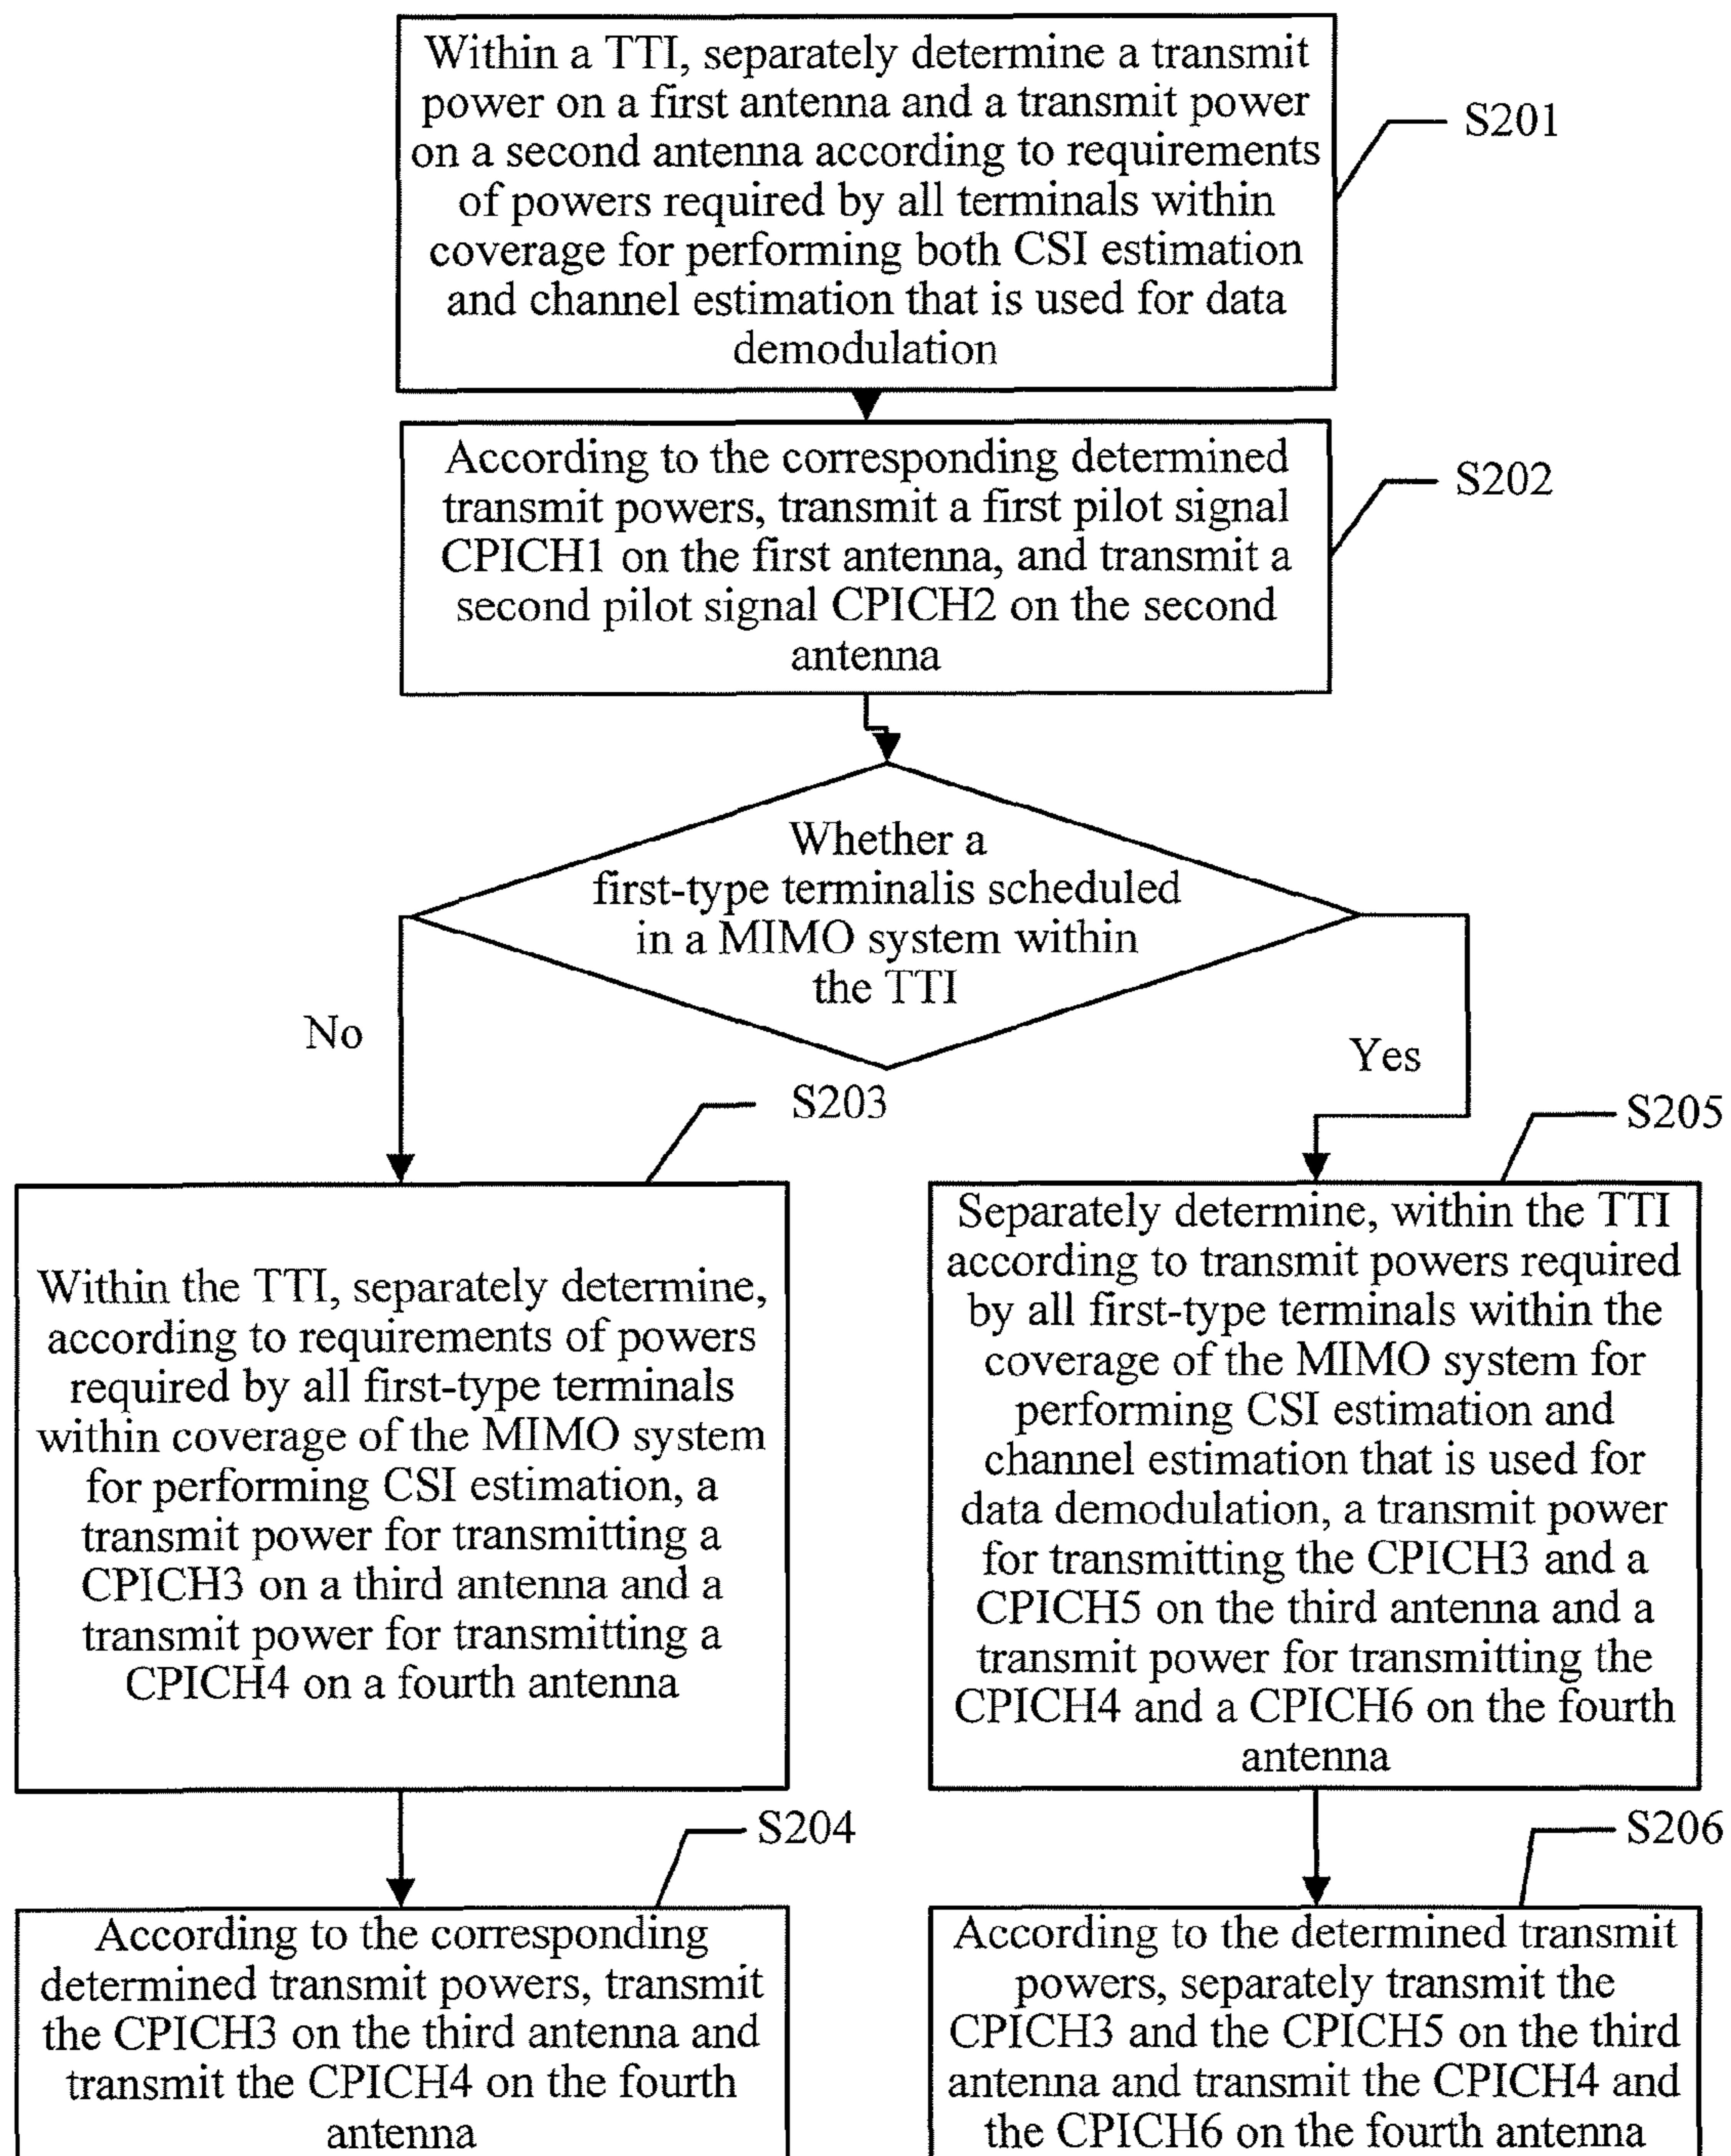 Within a TTI, separately determine a transmit
power on a first antenna and a transmit power
on a second antenna according to requirements
of powers required by all terminals within
coverage for performing both CSI estimation
and channel estimation that is used for data
demodulation
S201
According to the corresponding determined
transmit powers, transmit a first pilot signal
CPICH1 on the first antenna, and transmit a
second pilot signal CPICH2 on the second
antenna
S202
Whether a
first-type terminalis scheduled
in a MIMO system within
the TTI
No
Yes
S203
Within the TTI, separately determine,
according to requirements of powers
required by all first-type terminals
within coverage of the MIMO system
for performing CSI estimation, a
transmit power for transmitting a
CPICH3 on a third antenna and a
transmit power for transmitting a
CPICH4 on a fourth antenna
S205
Separately determine, within the TTI
according to transmit powers required
by all first-type terminals within the
coverage of the MIMO system for
performing CSI estimation and
channel estimation that is used for
data demodulation, a transmit power
for transmitting the CPICH3 and a
CPICH5 on the third antenna and a
transmit power for transmitting the
CPICH4 and a CPICH6 on the fourth
antenna
S204
According to the corresponding
determined transmit powers, transmit
the CPICH3 on the third antenna and
transmit the CPICH4 on the fourth
antenna
S206
According to the determined transmit
powers, separately transmit the
CPICH3 and the CPICH5 on the third
antenna and transmit the CPICH4 and
the CPICH6 on the fourth antenna